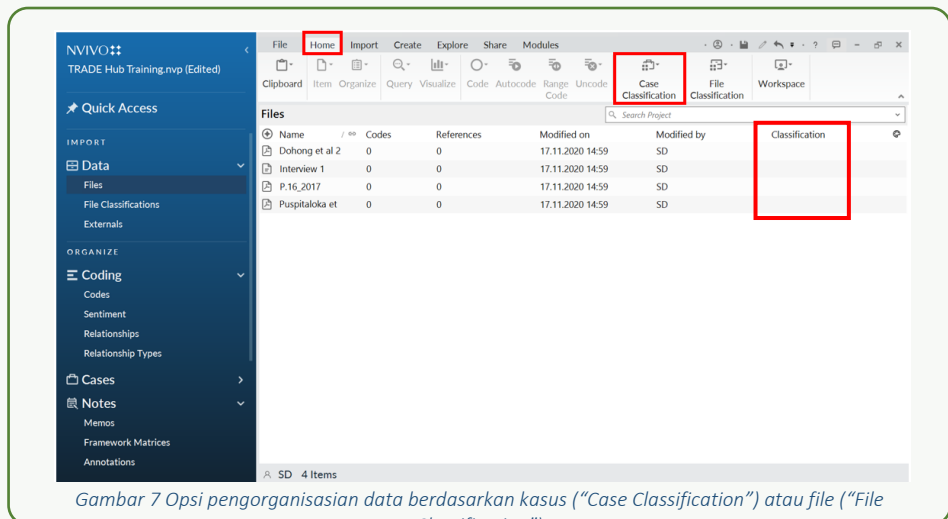 NVIVO
TRADE Hub Training.nvp (Edited)
Quick Access
IMPORT
Data
Files
File Classifications
Externals
ORGANIZE
Coding
Codes
Sentiment
Relationships
Relationship Types
Cases
Notes
Memos
Framework Matrices
Annotations
File Home Import Create Explore Share Modules
Clipboard Item Organize Query Visualize Code Autocode Range Code Uncode Case Classification File Classification Workspace
Files
Search Project
Name Codes References Modified on Modified by Classification
Dohong et al 2 0 0 17.11.2020 14:59 SD
Interview 1 0 0 17.11.2020 14:59 SD
P.16_2017 0 0 17.11.2020 14:59 SD
Puspitaloka et 0 0 17.11.2020 14:59 SD
SD 4 Items
Gambar 7 Opsi pengorganisasian data berdasarkan kasus (“Case Classification”) atau file (“File